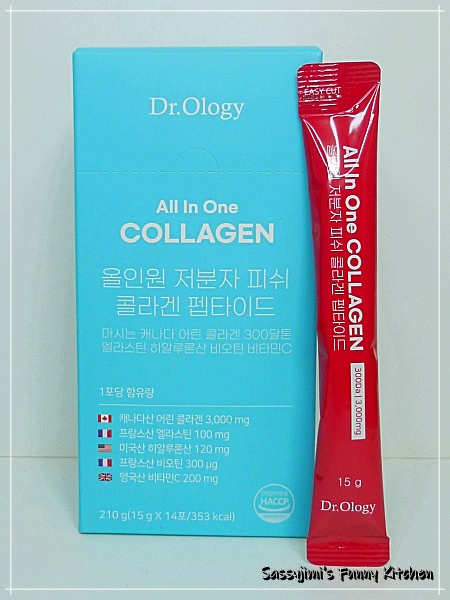 Dr.Ology
All In One
COLLAGEN
올인원 저분자 피쉬
콜라겐 펩타이드
마시는 캐나다 어린 콜라겐 300달톤
엘라스틴 히알루론산 비오틴 비타민C
1포당 함유량
캐나다산 어린 콜라겐 3,000 mg
프랑스산 엘라스틴 100 mg
미국산 히알루론산 120 mg
프랑스산 비오틴 300 µg
영국산 비타민C 200 mg
210 g(15 g X 14포/353 kcal)
HACCP
EASY CUT
All In One COLLAGEN
저분자 피쉬 콜라겐 펩타이드
300Da | 3,000mg
15 g
Dr.Ology
Sassyjimi's Funny Kitchen